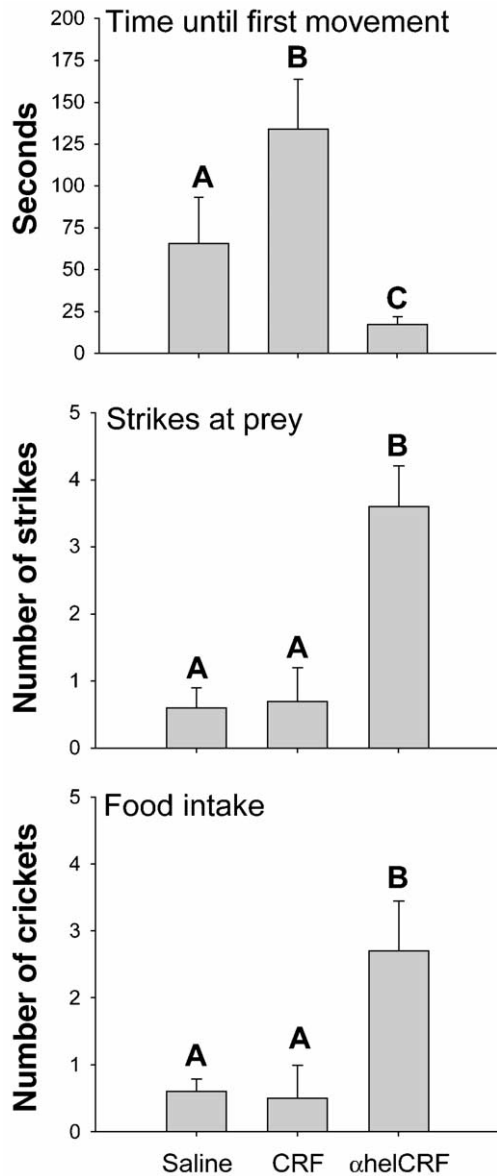 Time until first movement
Seconds
200
175
150
125
100
75
50
25
0
A
B
C
Strikes at prey
Number of strikes
5
4
3
2
1
0
A
A
B
Food intake
Number of crickets
5
4
3
2
1
0
A
A
B
Saline CRF αhelCRF